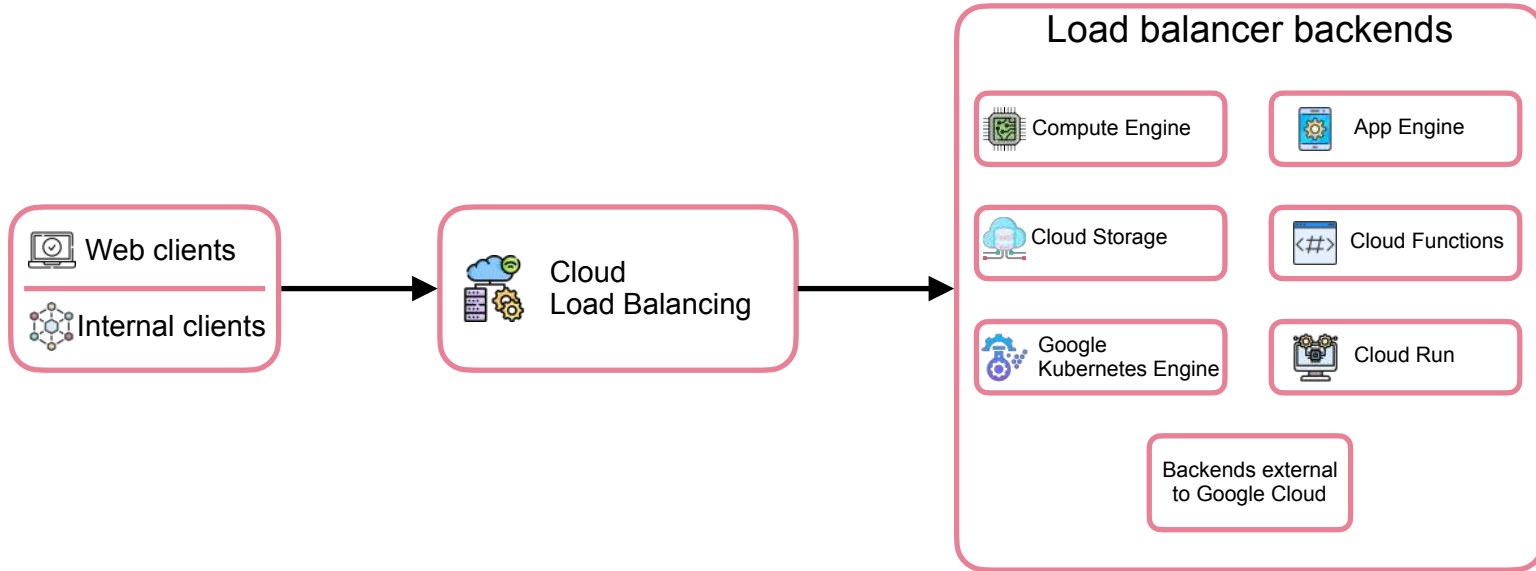 Load balancer backends
Compute Engine
App Engine
Web clients
Internal clients
Cloud
Load Balancing
Cloud Storage
Cloud Functions
<#>
Google
Kubernetes Engine
Cloud Run
Backends external
to Google Cloud